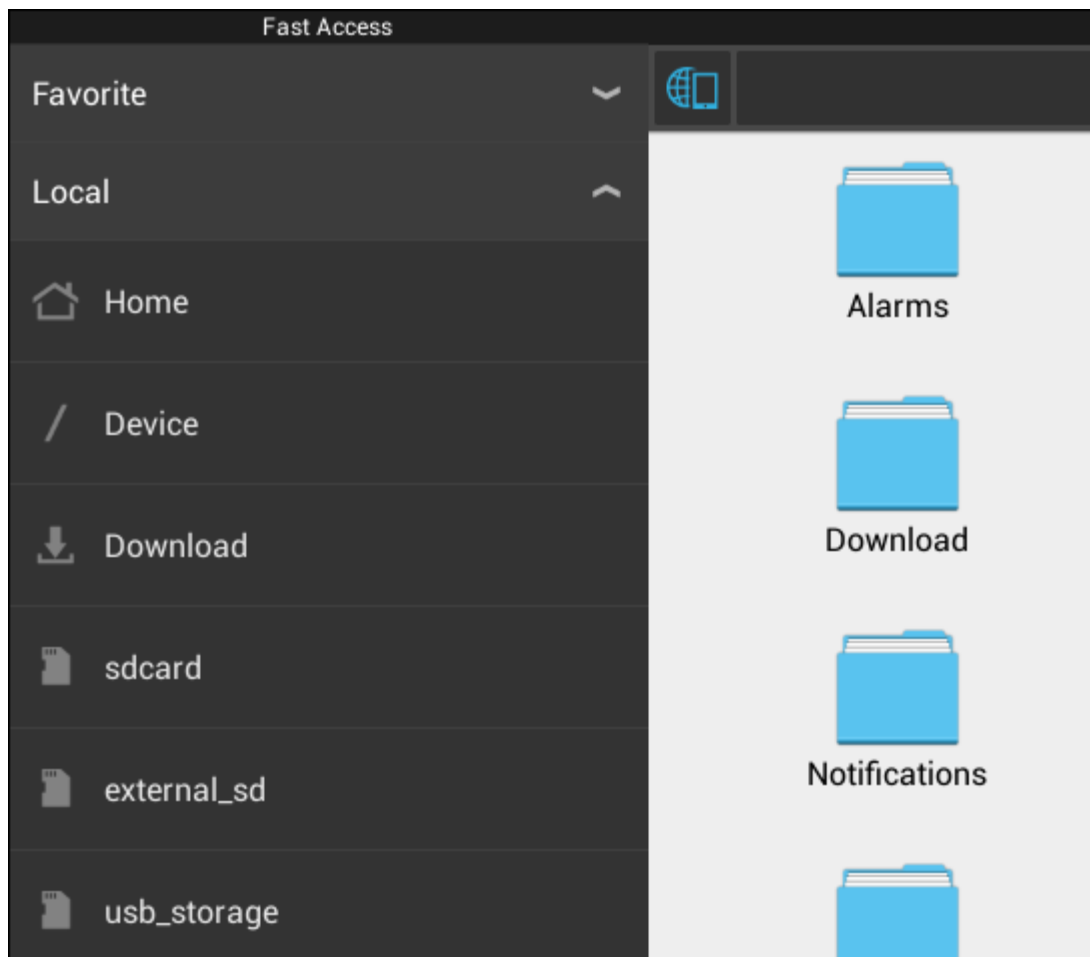 Fast Access
Favorite
Local
Home
Device
Download
sdcard
external_sd
usb_storage
Alarms
Download
Notifications